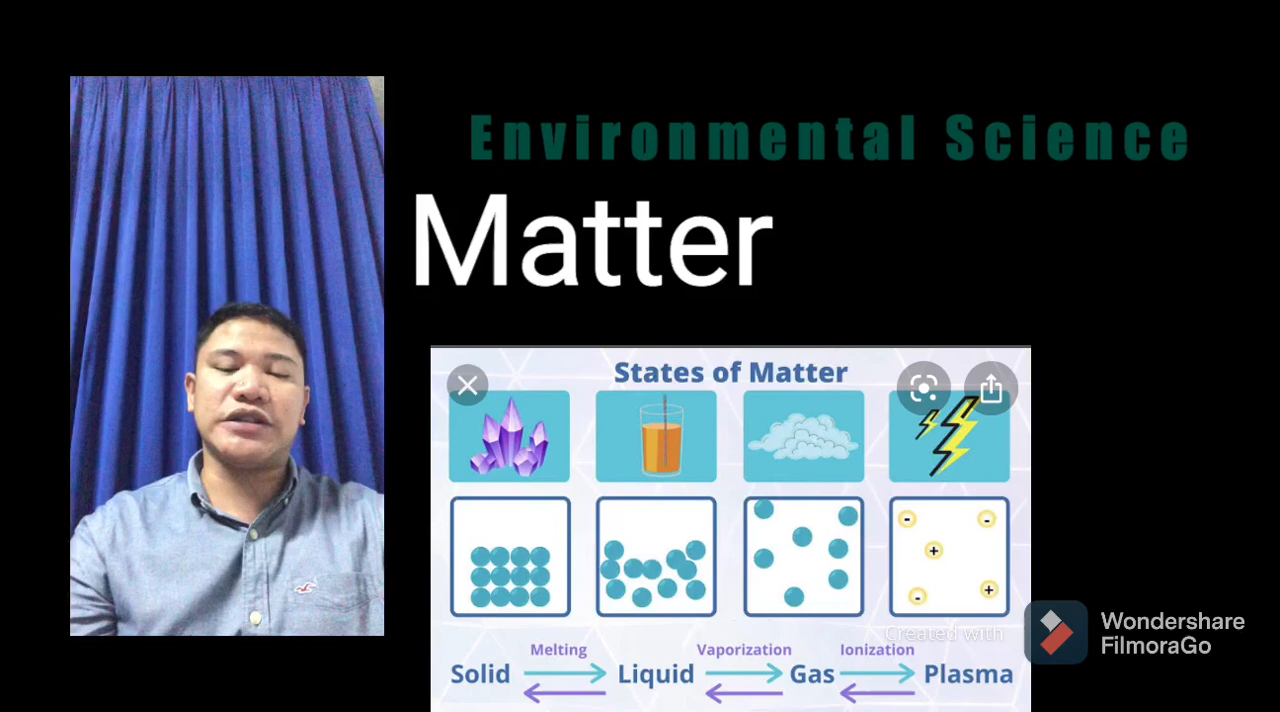 Environmental Science
Matter
States of Matter
- -
+
- +
Created with
Wondershare
FilmoraGo
Melting Vaporization Ionization
Solid Liquid Gas Plasma